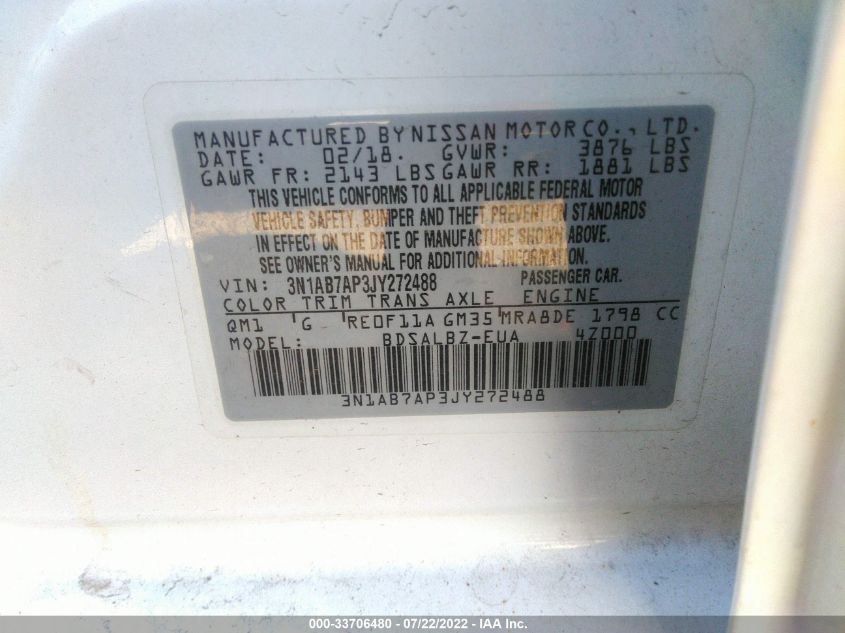 MANUFACTURED BY NISSAN MOTOR CO., LTD.
DATE: 02/18. GVWR: 3876 LBS
GAWR FR: 2143 LBS GAWR RR: 1881 LBS
THIS VEHICLE CONFORMS TO ALL APPLICABLE FEDERAL MOTOR
VEHICLE SAFETY, BUMPER AND THEFT PREVENTION STANDARDS
IN EFFECT ON THE DATE OF MANUFACTURE SHOWN ABOVE.
SEE OWNER'S MANUAL FOR ADDITIONAL INFORMATION.
VIN: 3N1AB7AP3JY272488 PASSENGER CAR.
COLOR TRIM TRANS AXLE ENGINE
QM1 G RE0F11A GM35 MRA8DE 1798 CC
MODEL: BDSALBZ-EUA 4Z000
3N1AB7AP3JY272488
000-33706480 - 07/22/2022 - IAAI.COM